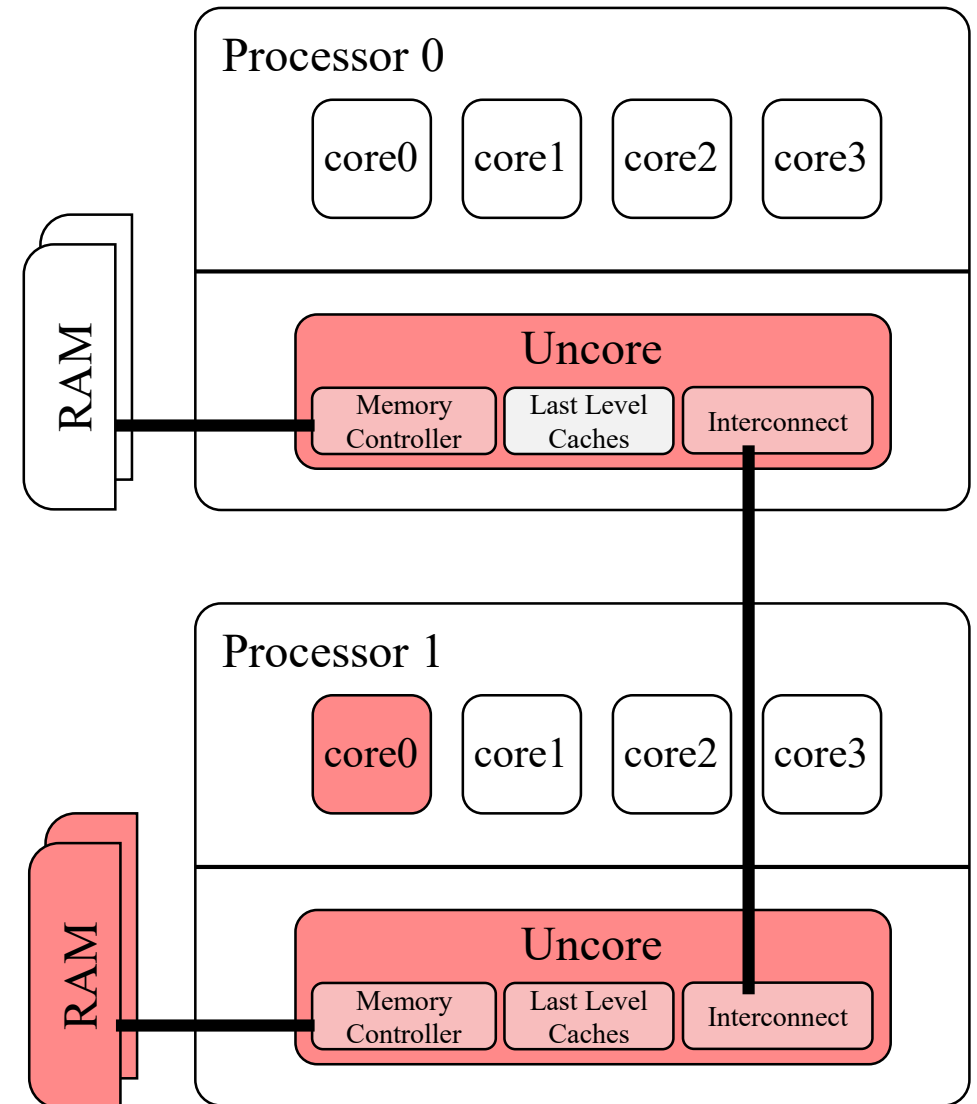 Processor 0
core0
core1
core2
core3
RAM
Uncore
Memory
Controller
Last Level
Caches
Interconnect
Processor 1
core0
core1
core2
core3
RAM
Uncore
Memory
Controller
Last Level
Caches
Interconnect